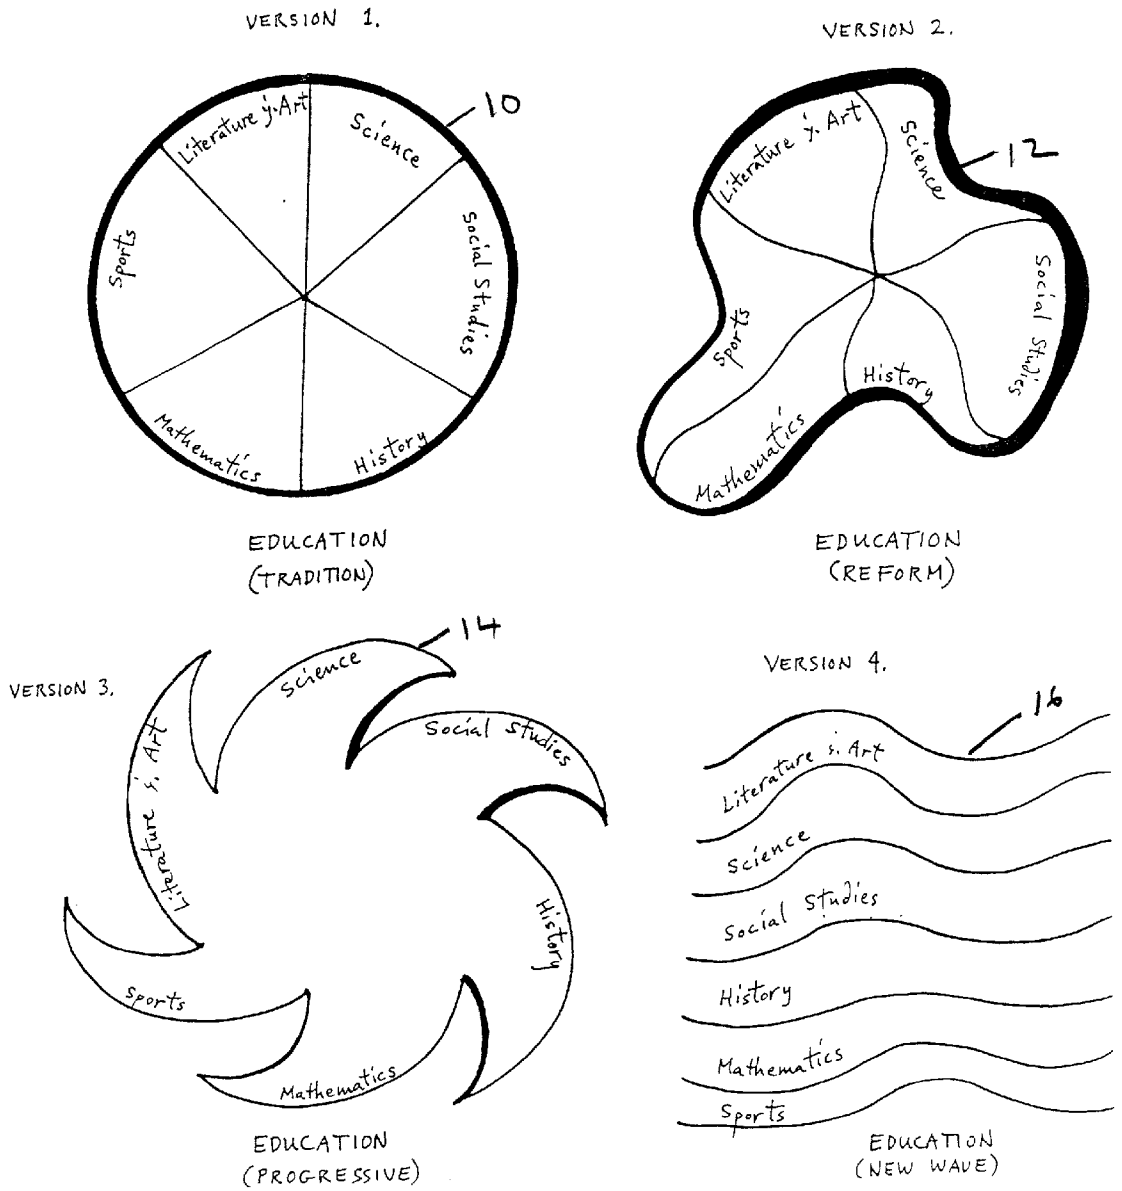 VERSION 1.
Literature &. Art
Science
10
Social Studies
Sports
Mathematics
History
EDUCATION
(TRADITION)
VERSION 2.
Literature &. Art
Science
12
Social Studies
Sports
History
Mathematics
EDUCATION
(REFORM)
VERSION 3.
Science
14
Social Studies
Literature &. Art
History
Sports
Mathematics
EDUCATION
(PROGRESSIVE)
VERSION 4.
16
Literature &. Art
Science
Social Studies
History
Mathematics
Sports
EDUCATION
(NEW WAVE)